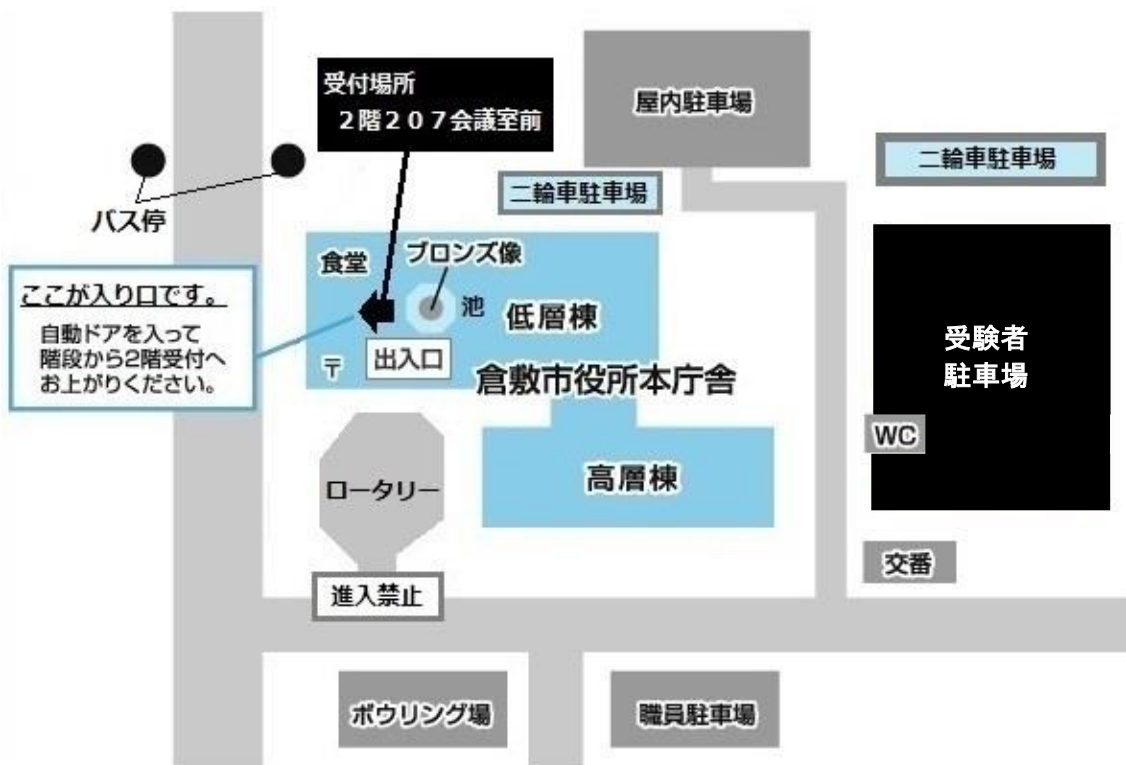 受付場所
2階207会議室前
屋内駐車場
二輪車駐車場
二輪車駐車場
バス停
ここが入り口です。
自動ドアを入って
階段から2階受付へ
お上がりください。
食堂
ブロンズ像
池
低層棟
〒
出入口
倉敷市役所本庁舎
受験者
駐車場
WC
高層棟
ロータリー
交番
進入禁止
ボウリング場
職員駐車場